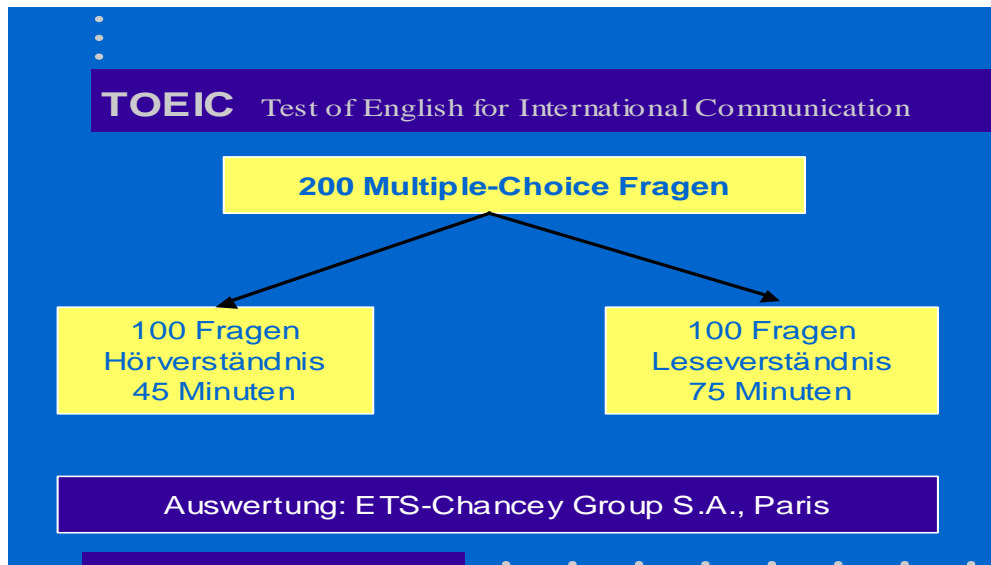 TOEIC Test of English for International Communication
200 Multiple-Choice Fragen
100 Fragen
Hörverständnis
45 Minuten
100 Fragen
Leseverständnis
75 Minuten
Auswertung: ETS-Chancey Group S.A., Paris